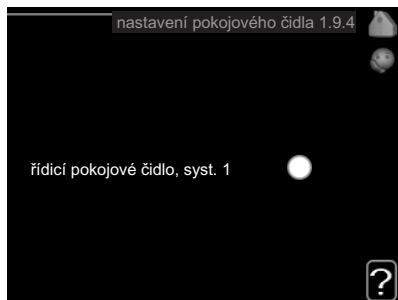 nastavení pokojového čidla 1.9.4
řídicí pokojové čidlo, syst. 1
?